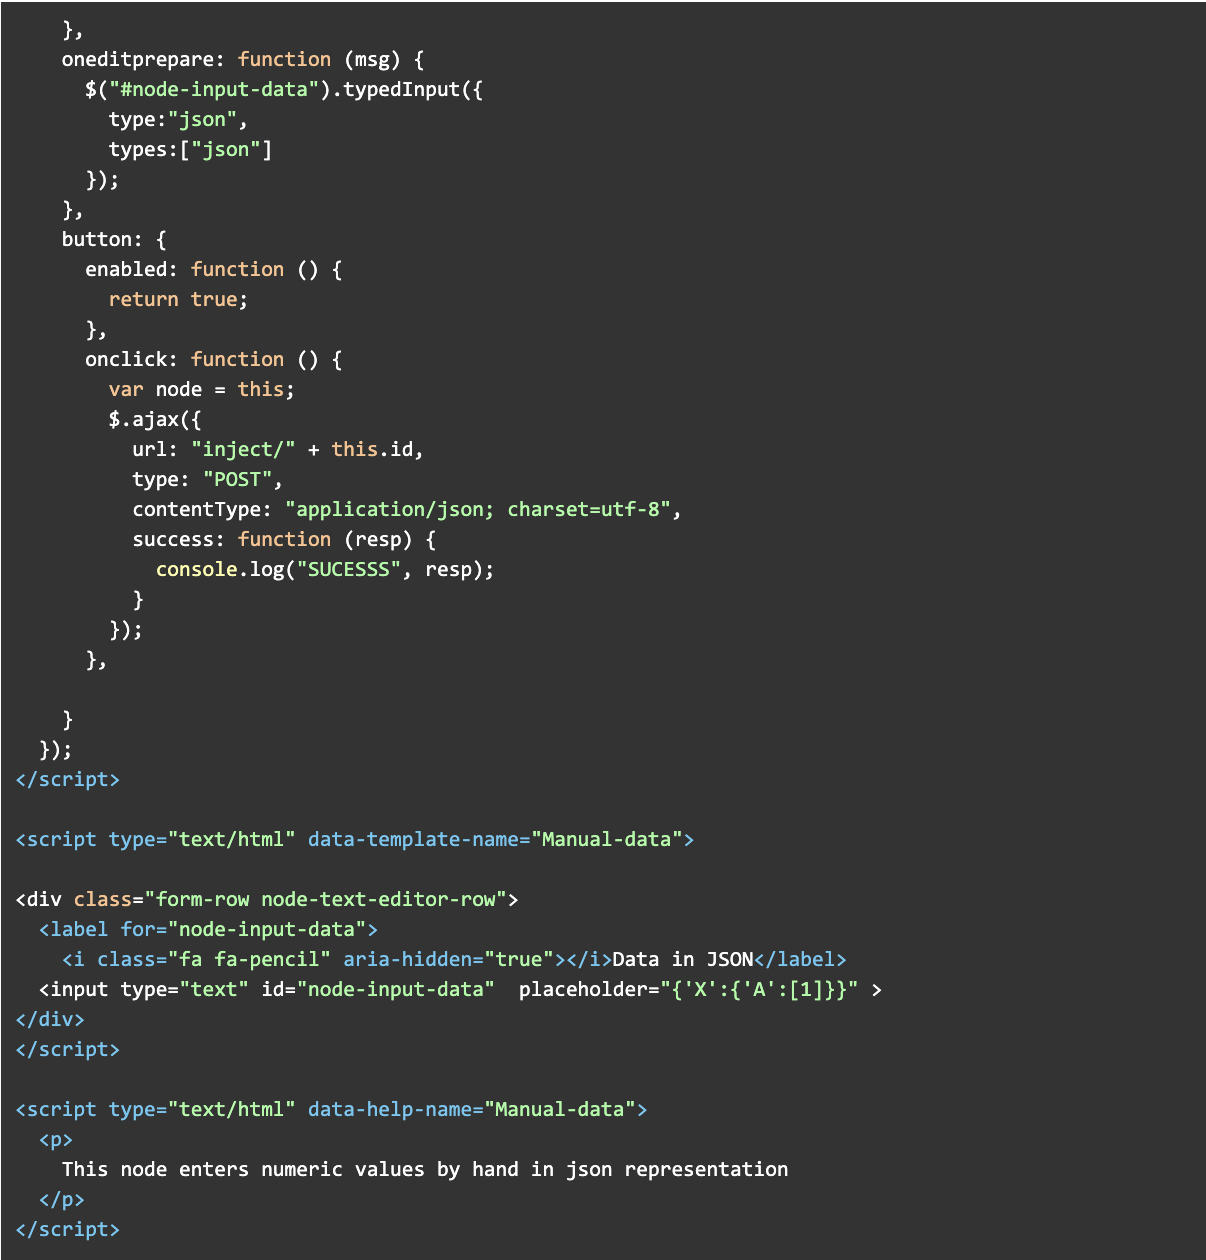 },
oneditprepare: function (msg) {
$("#node-input-data").typedInput({
type:"json",
types:["json"]
});
},
button: {
enabled: function () {
return true;
},
onclick: function () {
var node = this;
$.ajax({
url: "inject/" + this.id,
type: "POST",
contentType: "application/json; charset=utf-8",
success: function (resp) {
console.log("SUCESSS", resp);
}
});
},
}
});
</script>
<script type="text/html" data-template-name="Manual-data">
<div class="form-row node-text-editor-row">
<label for="node-input-data">
<i class="fa fa-pencil" aria-hidden="true"></i>Data in JSON</label>
<input type="text" id="node-input-data"  placeholder="{'X':{'A':[1]}}" >
</div>
</script>
<script type="text/html" data-help-name="Manual-data">
<p>
This node enters numeric values by hand in json representation
</p>
</script>